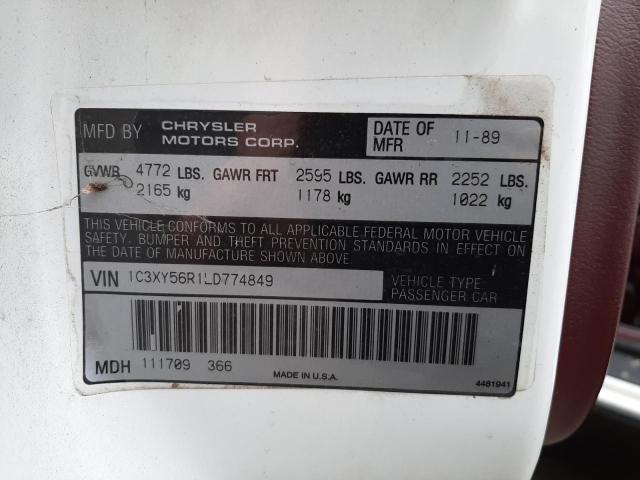 MFD BY CHRYSLER MOTORS CORP. DATE OF MFR 11-89
GVWR 4772 LBS. GAWR FRT 2595 LBS. GAWR RR 2252 LBS.
2165 kg 1178 kg 1022 kg
THIS VEHICLE CONFORMS TO ALL APPLICABLE FEDERAL MOTOR VEHICLE
SAFETY, BUMPER AND THEFT PREVENTION STANDARDS IN EFFECT ON
THE DATE OF MANUFACTURE SHOWN ABOVE.
VIN 1C3XY56R1LD774849 VEHICLE TYPE
PASSENGER CAR
MDH 111709 366
MADE IN U.S.A. 4481941